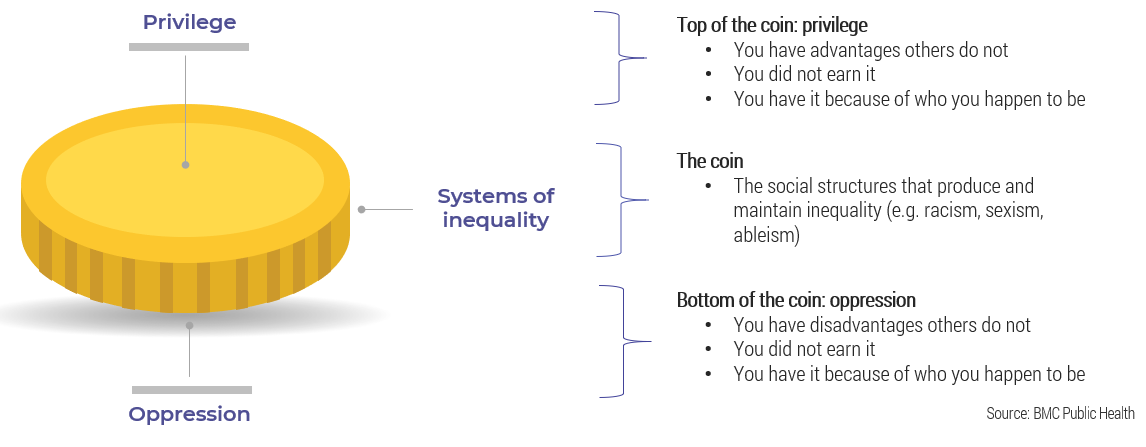 Privilege
Top of the coin: privilege
• You have advantages others do not
• You did not earn it
• You have it because of who you happen to be
The coin
• The social structures that produce and
maintain inequality (e.g. racism, sexism,
ableism)
Systems of
inequality
Bottom of the coin: oppression
• You have disadvantages others do not
• You did not earn it
• You have it because of who you happen to be
Oppression
Source: BMC Public Health